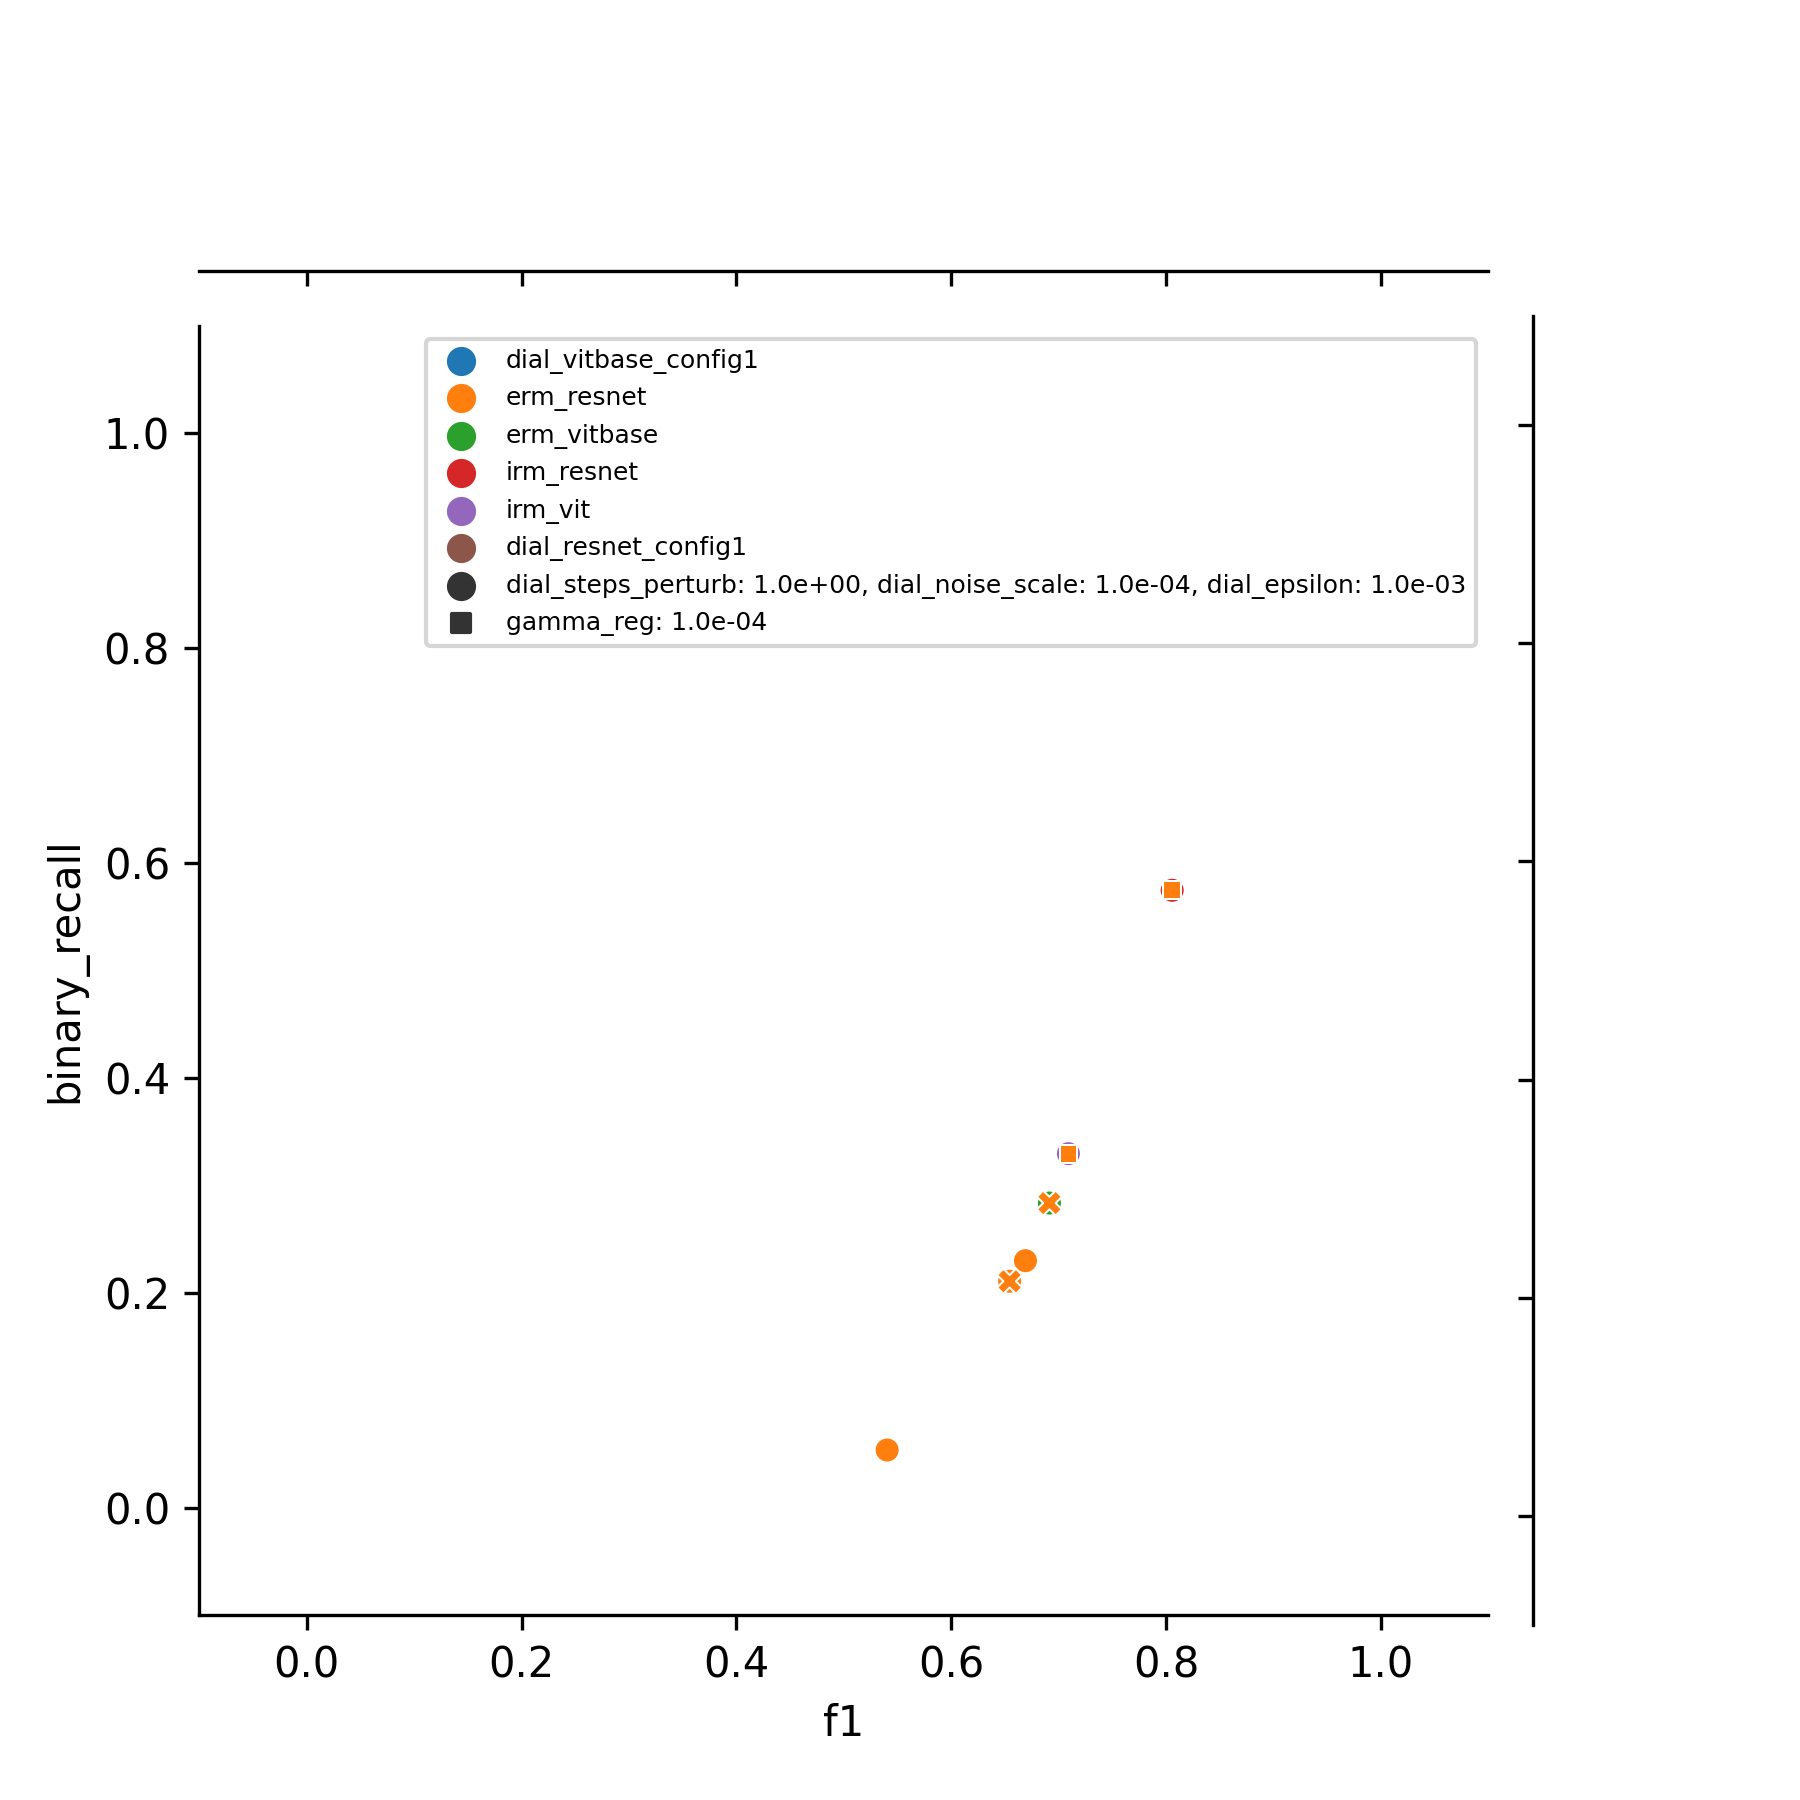 dial_vitbase_config1
erm_resnet
erm_vitbase
irm_resnet
irm_vit
dial_resnet_config1
dial_steps_perturb: 1.0e+00, dial_noise_scale: 1.0e-04, dial_epsilon: 1.0e-03
gamma_reg: 1.0e-04
1.0
0.8
0.6
0.4
0.2
0.0
binary_recall
0.0 0.2 0.4 0.6 0.8 1.0
f1